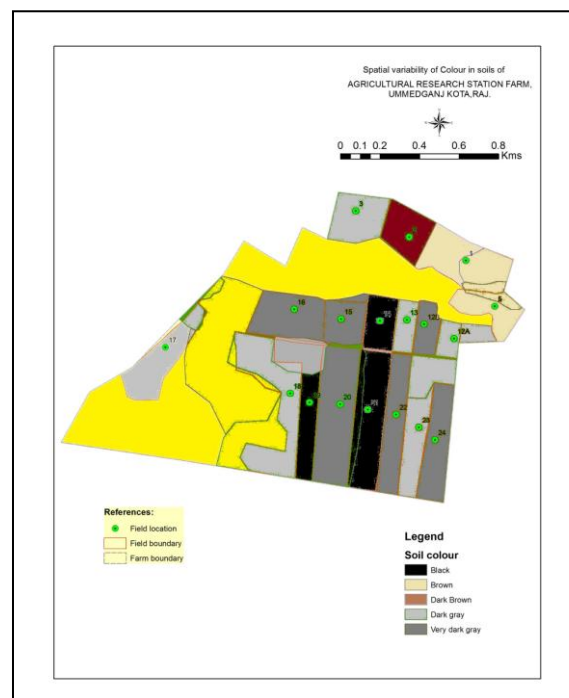 Spatial variability of Colour in soils of
AGRICULTURAL RESEARCH STATION FARM,
UMMEDGANJ KOTA,RAJ.
0 0.1 0.2 0.4 0.6 0.8
Kms
3
1
5
16
15
13
12A
17
18
20
22
24
References:
Field location
Field boundary
Farm boundary
Legend
Soil colour
Black
Brown
Dark Brown
Dark gray
Very dark gray